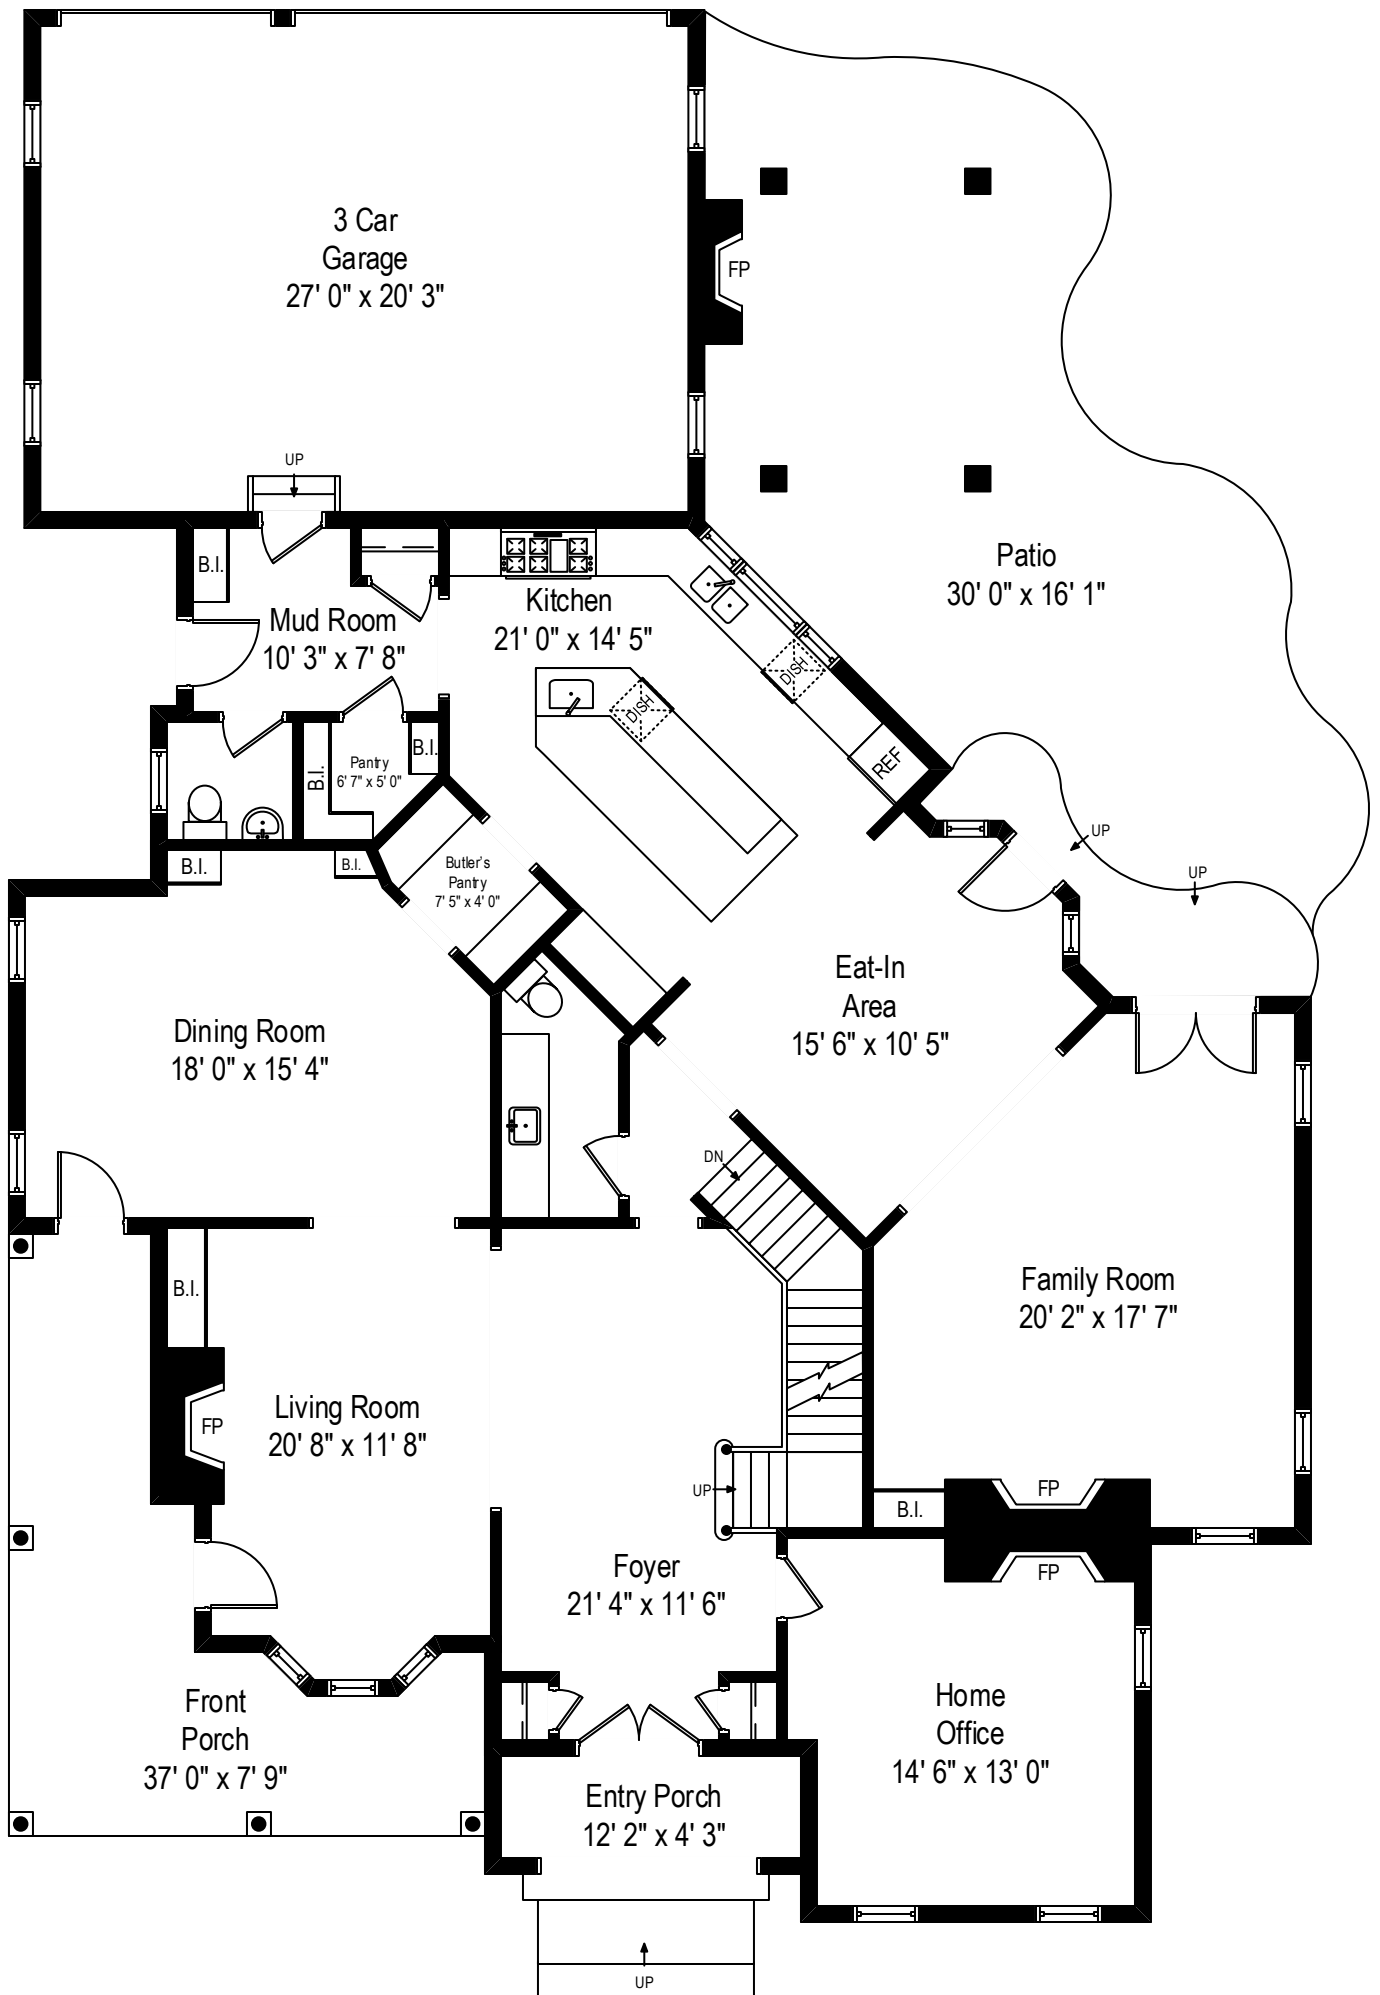 3 Car
Garage
27' 0" x 20' 3"
FP
UP
B.I.
Mud Room
10' 3" x 7' 8"
Kitchen
21' 0" x 14' 5"
Patio
30' 0" x 16' 1"
DISH
DISH
REF
B.I.
Pantry
6' 7" x 5' 0"
B.I.
UP
UP
B.I.
B.I.
Butler's
Pantry
7' 5" x 4' 0"
Eat-In
Area
15' 6" x 10' 5"
Dining Room
18' 0" x 15' 4"
DN
B.I.
Family Room
20' 2" x 17' 7"
FP
Living Room
20' 8" x 11' 8"
UP
B.I.
FP
FP
Foyer
21' 4" x 11' 6"
Front
Porch
37' 0" x 7' 9"
Home
Office
14' 6" x 13' 0"
Entry Porch
12' 2" x 4' 3"
UP